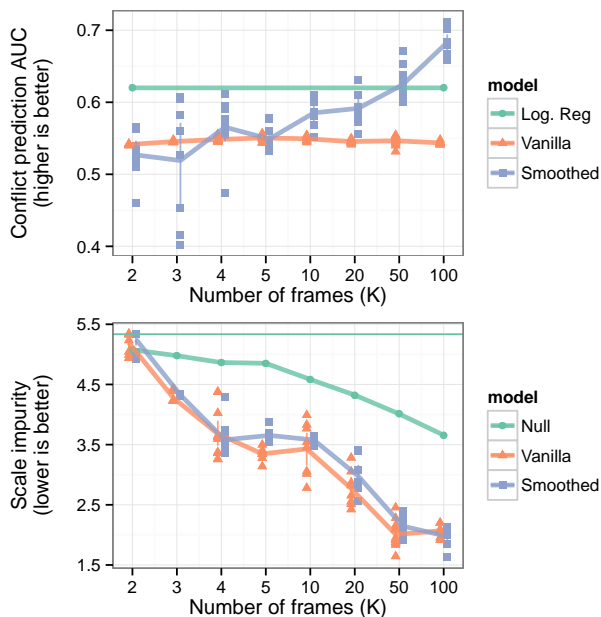 Conflict prediction AUC
(higher is better)
0.7
0.6
0.5
0.4
2 3 4 5 10 20 50 100
Number of frames (K)
model
Log. Reg
Vanilla
Smoothed
Scale impurity
(lower is better)
5.5
4.5
3.5
2.5
1.5
2 3 4 5 10 20 50 100
Number of frames (K)
model
Null
Vanilla
Smoothed